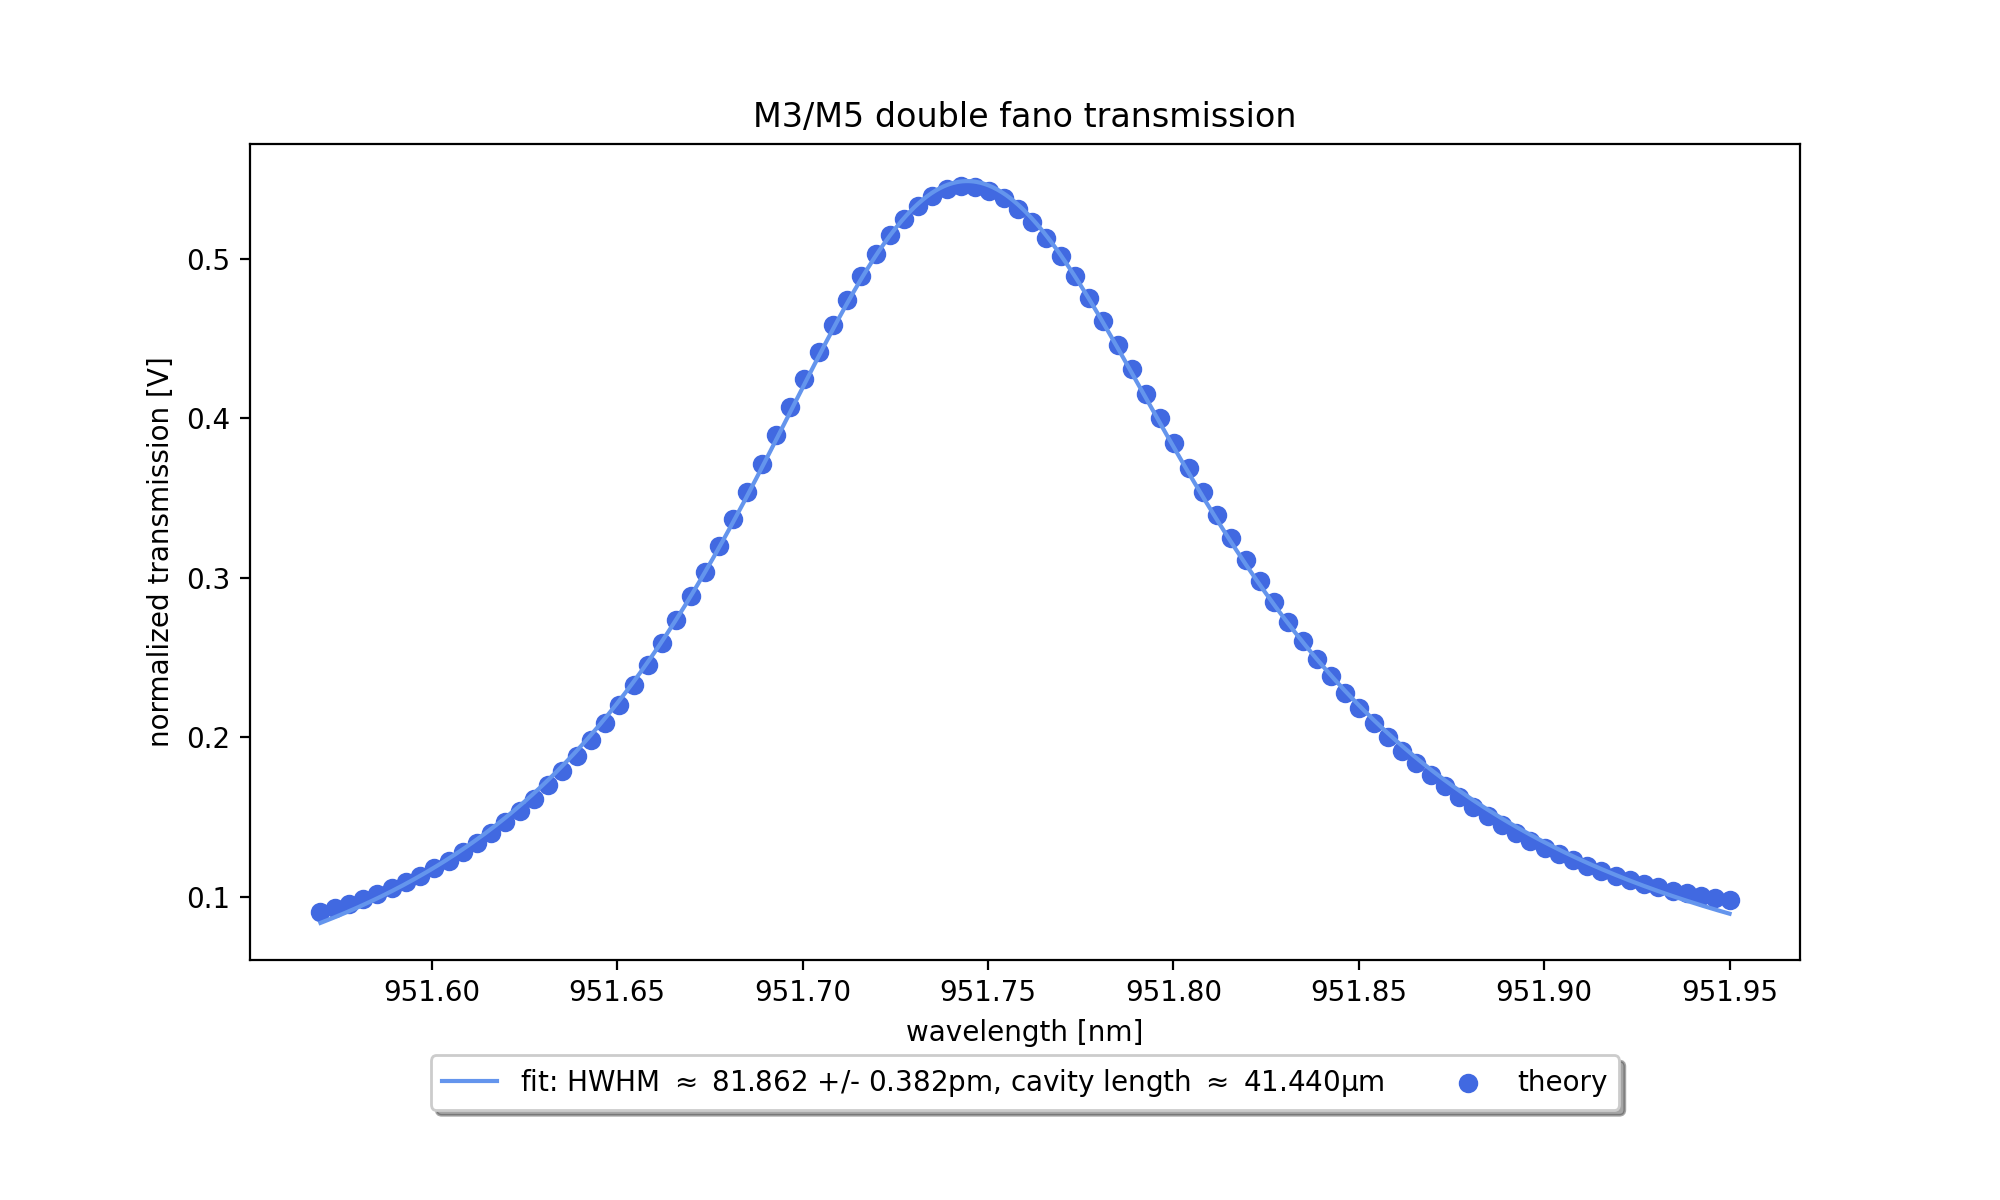 M3/M5 double fano transmission
normalized transmission [V]
0.5
0.4
0.3
0.2
0.1
951.60 951.65 951.70 951.75 951.80 951.85 951.90 951.95
wavelength [nm]
fit: HWHM ≈ 81.862 +/- 0.382pm, cavity length ≈ 41.440μm theory